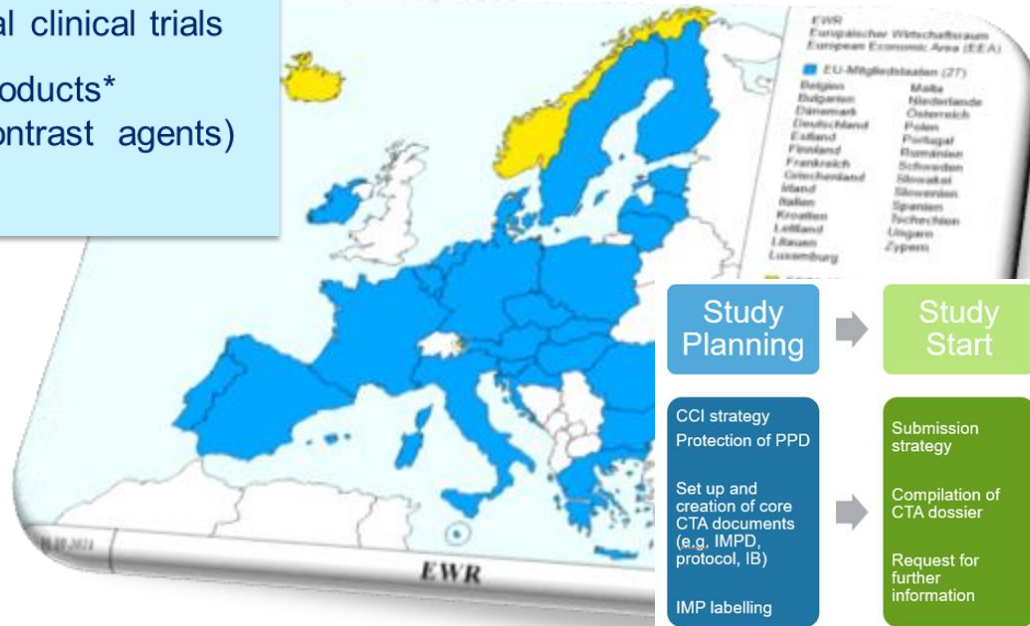 al clinical trials
oducts*
ontrast agents)
EWR
Europäischer Wirtschaftsraum
European Economic Area (EEA)
EU-Mitgliedstaaten (27)
Belgien
Bulgarien
Dänemark
Deutschland
Estland
Finnland
Frankreich
Griechenland
Irland
Italien
Kroatien
Lettland
Litauen
Luxemburg
Malta
Niederlande
Österreich
Polen
Portugal
Rumänien
Schweden
Slowakei
Slowenien
Spanien
Tschechien
Ungarn
Zypern
EWR
Study
Planning
Study
Start
CCI strategy
Protection of PPD
Set up and
creation of core
CTA documents
(e.g. IMPD,
protocol, IB)
IMP labelling
Submission
strategy
Compilation of
CTA dossier
Request for
further
information